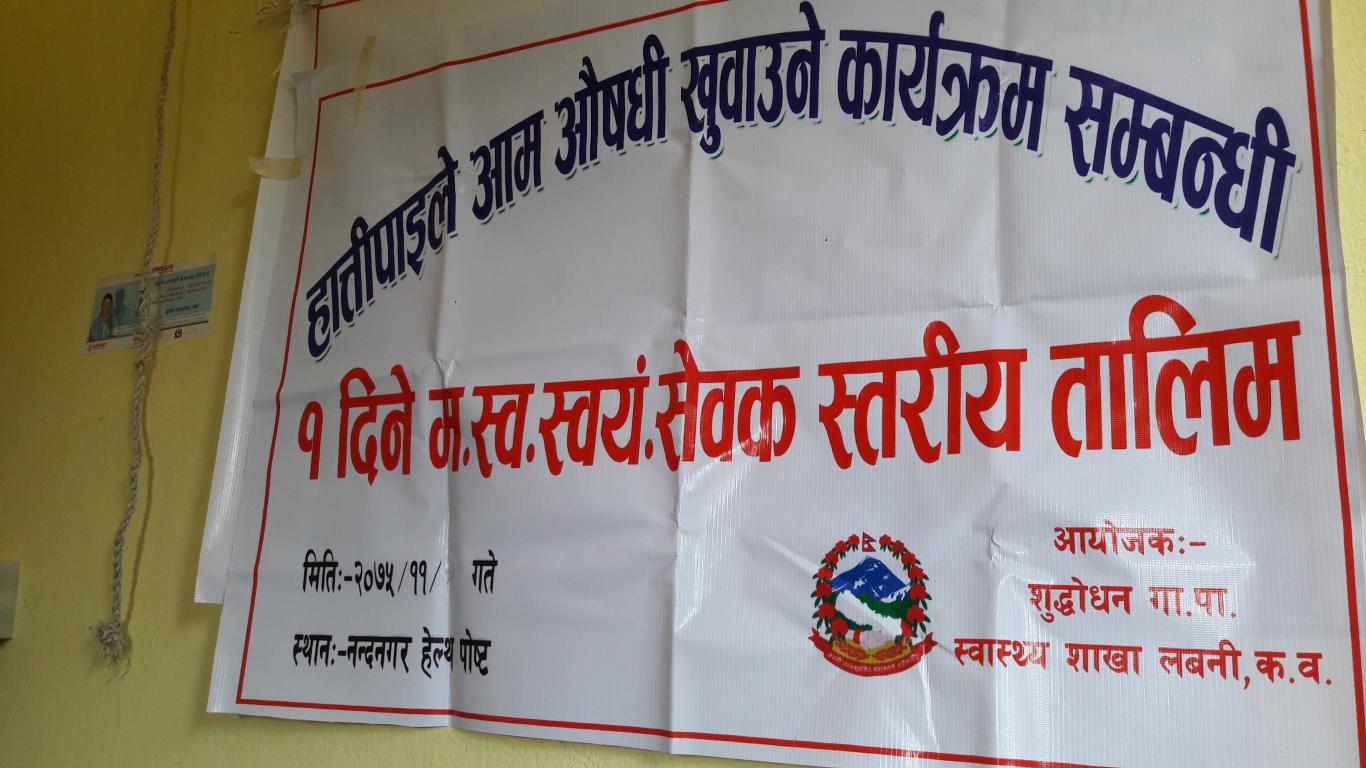 हात्तीपाइले आम औषधी खुवाउने कार्यक्रम सम्बन्धी
१ दिने म.स्व.स्वयं.सेवक स्तरीय तालिम
मितिः-२०७५/११/ गते
स्थानः-नन्दनगर हेल्थ पोष्ट
आयोजकः-
शुद्धोधन गा.पा.
स्वास्थ्य शाखा लबनी,क.व.